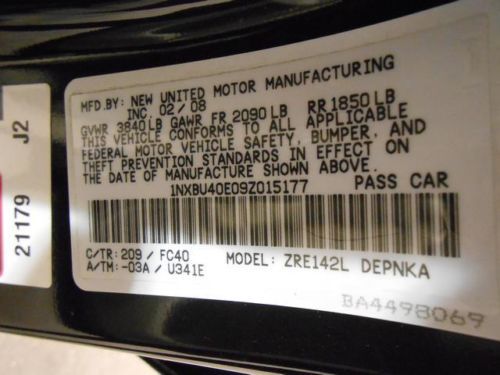 MFD.BY: NEW UNITED MOTOR MANUFACTURING
INC. 02 / 08
GVWR 3840LB GAWR FR 2090LB RR 1850LB
THIS VEHICLE CONFORMS TO ALL APPLICABLE
FEDERAL MOTOR VEHICLE SAFETY, BUMPER, AND
THEFT PREVENTION STANDARDS IN EFFECT ON
THE DATE OF MANUFACTURE SHOWN ABOVE.
1NXBU40E09Z015177 PASS CAR
C/TR: 209 / FC40 MODEL: ZRE142L DEPNKA
A/TM: -03A / U341E
BA4498069
21179 J2